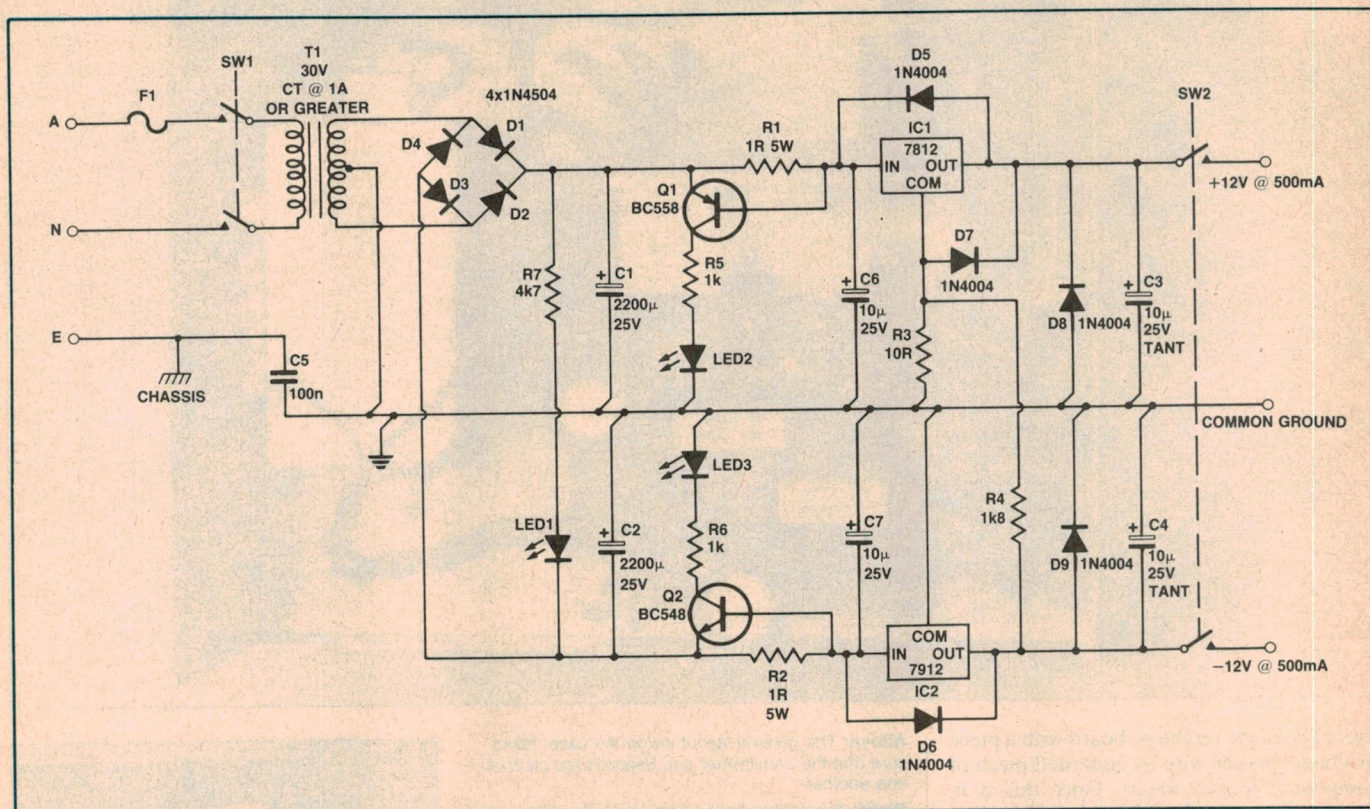 SW1
T1
30V
CT @ 1A
OR GREATER
F1
A
N
E
CHASSIS
C5
100n
4x1N4504
D4
D1
D3
D2
R7
4k7
+ C1
2200µ
25V
Q1
BC558
R5
1k
LED2
R1
1R 5W
D5
1N4004
IC1
7812
IN OUT
COM
D7
1N4004
+ C6
10µ
25V
R3
10R
D8 1N4004
+ C3
10µ
25V
TANT
SW2
+12V @ 500mA
COMMON GROUND
LED1
+ C2
2200µ
25V
LED3
R6
1k
Q2
BC548
R2
1R
5W
+ C7
10µ
25V
R4
1k8
D9 1N4004
+ C4
10µ
25V
TANT
COM
IN OUT
7912
IC2
D6
1N4004
−12V @ 500mA